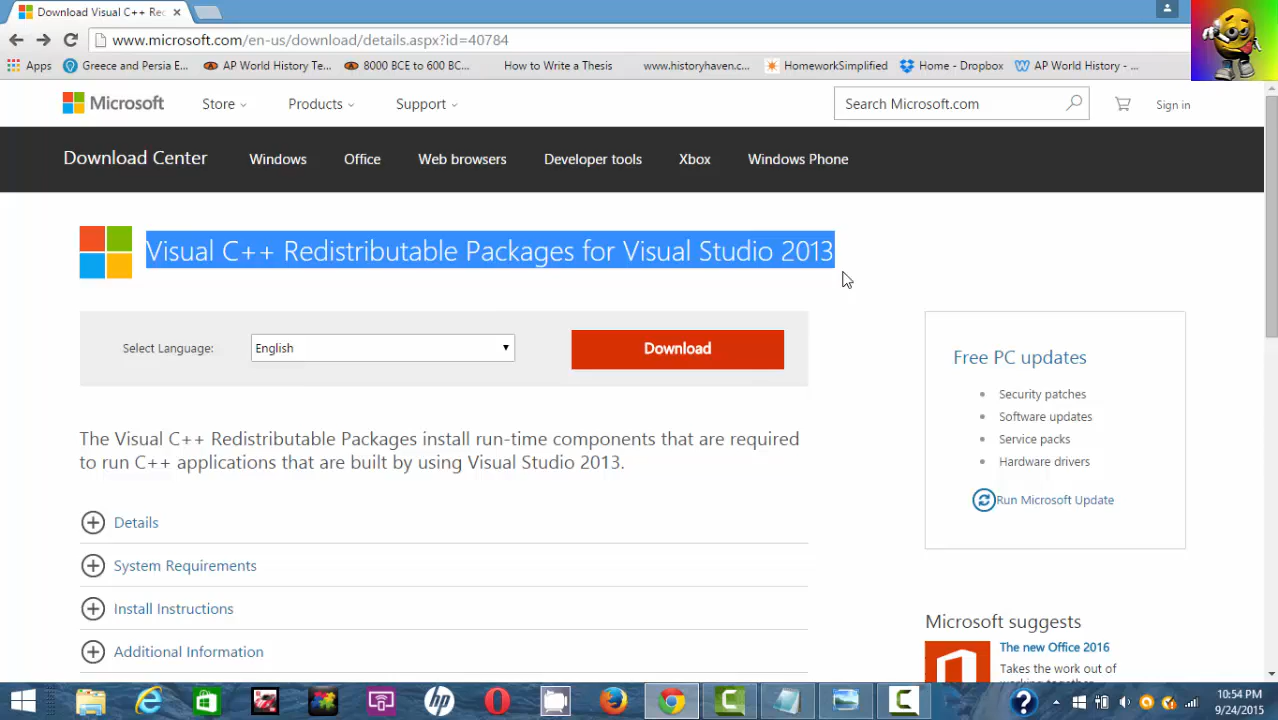 Download Visual C++ Rec
www.microsoft.com/en-us/download/details.aspx?id=40784
Apps Greece and Persia E... AP World History Te... 8000 BCE to 600 BC... How to Write a Thesis www.historyhaven.c... HomeworkSimplified Home - Dropbox AP World History - ...
Microsoft Store Products Support Search Microsoft.com Sign in
Download Center Windows Office Web browsers Developer tools Xbox Windows Phone
Visual C++ Redistributable Packages for Visual Studio 2013
Select Language: English Download
The Visual C++ Redistributable Packages install run-time components that are required
to run C++ applications that are built by using Visual Studio 2013.
Details
System Requirements
Install Instructions
Additional Information
Free PC updates
Security patches
Software updates
Service packs
Hardware drivers
Run Microsoft Update
Microsoft suggests
The new Office 2016
Takes the work out of
10:54 PM
9/24/2015